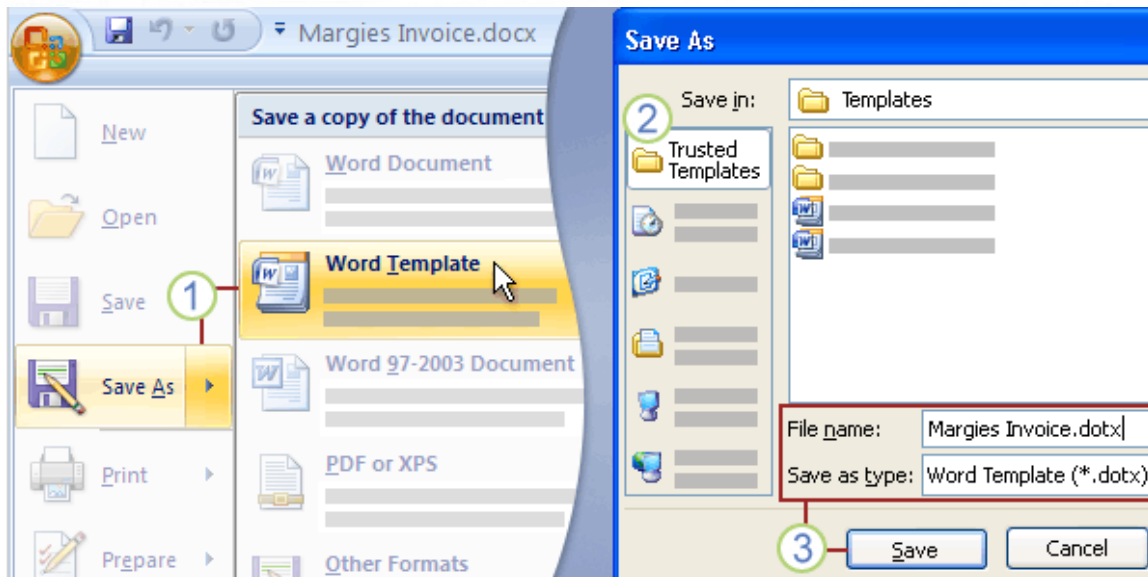 Margies Invoice.docx
New
Open
Save
1
Save As
Print
Prepare
Save a copy of the document
Word Document
Word Template
Word 97-2003 Document
PDF or XPS
Other Formats
Save As
Save in:
Templates
2
Trusted
Templates
File name:
Margies Invoice.dotx
Save as type:
Word Template (*.dotx)
3
Save
Cancel